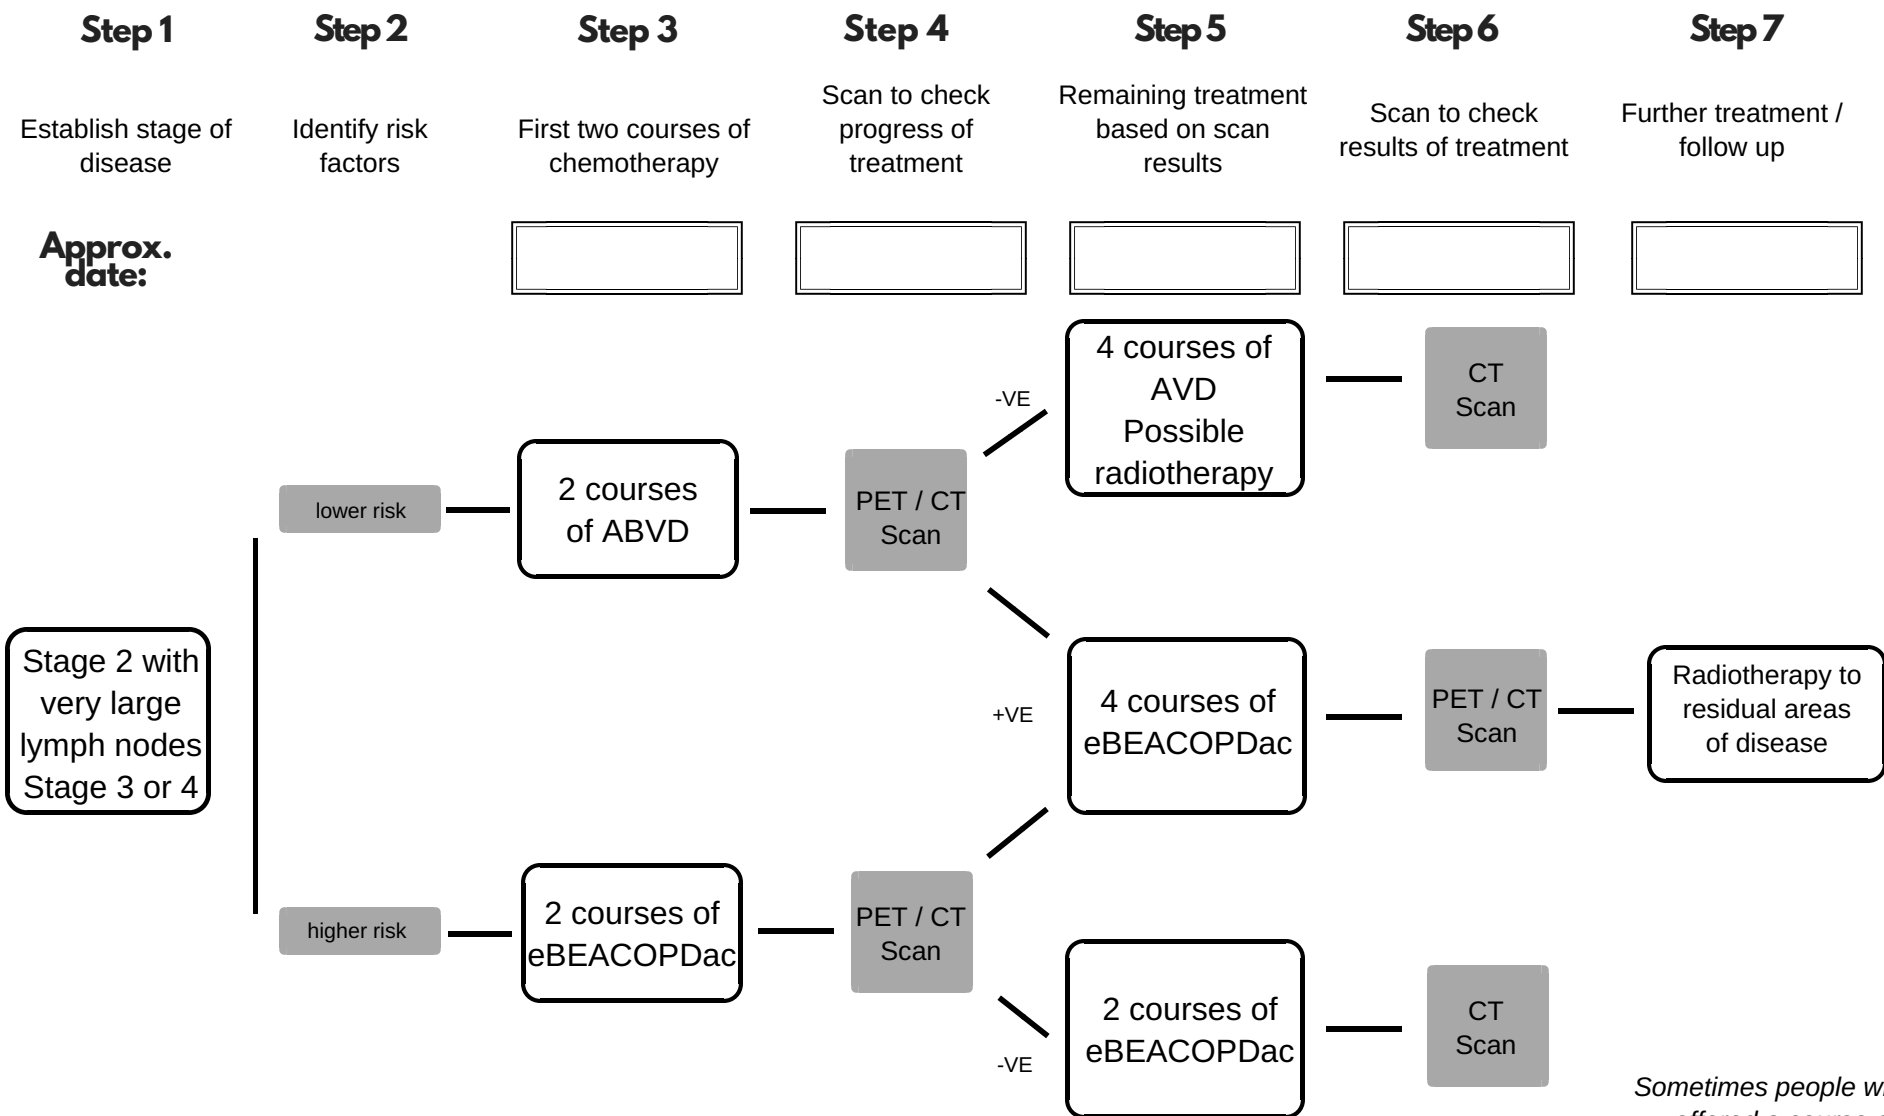 Step 1
Step 2
Step 3
Step 4
Step 5
Step 6
Step 7
Establish stage of
disease
Identify risk
factors
First two courses of
chemotherapy
Scan to check
progress of
treatment
Remaining treatment
based on scan
results
Scan to check
results of treatment
Further treatment /
follow up
Approx.
date:
Stage 2 with
very large
lymph nodes
Stage 3 or 4
lower risk
2 courses
of ABVD
PET / CT
Scan
-VE
4 courses of
AVD
Possible
radiotherapy
CT
Scan
+VE
4 courses of
eBEACOPDac
PET / CT
Scan
Radiotherapy to
residual areas
of disease
higher risk
2 courses of
eBEACOPDac
PET / CT
Scan
-VE
2 courses of
eBEACOPDac
CT
Scan
Sometimes people